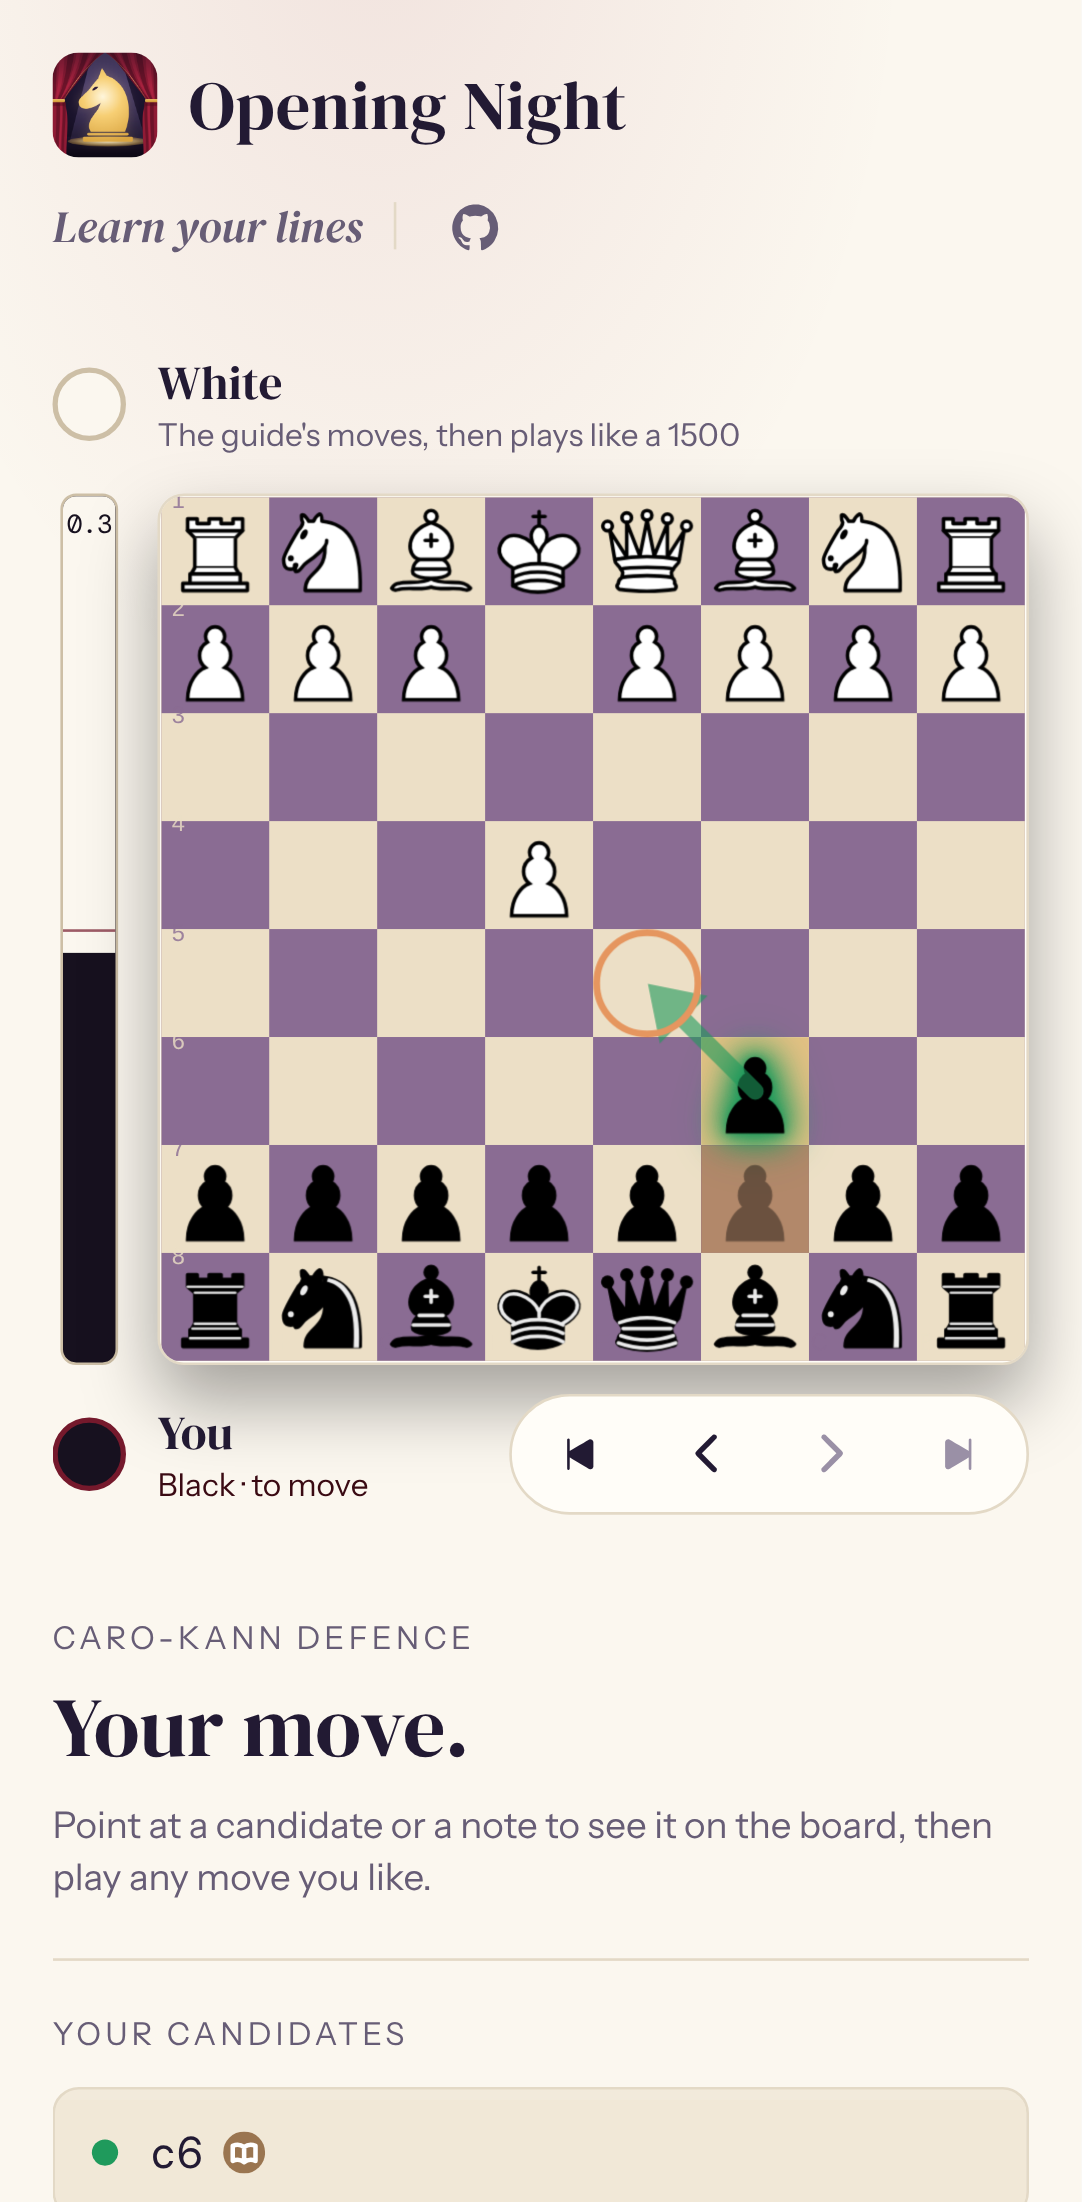 Opening Night
Learn your lines
White
The guide's moves, then plays like a 1500
0.3
1
2
3
4
5
6
7
8
You
Black · to move
CARO-KANN DEFENCE
Your move.
Point at a candidate or a note to see it on the board, then
play any move you like.
YOUR CANDIDATES
c6